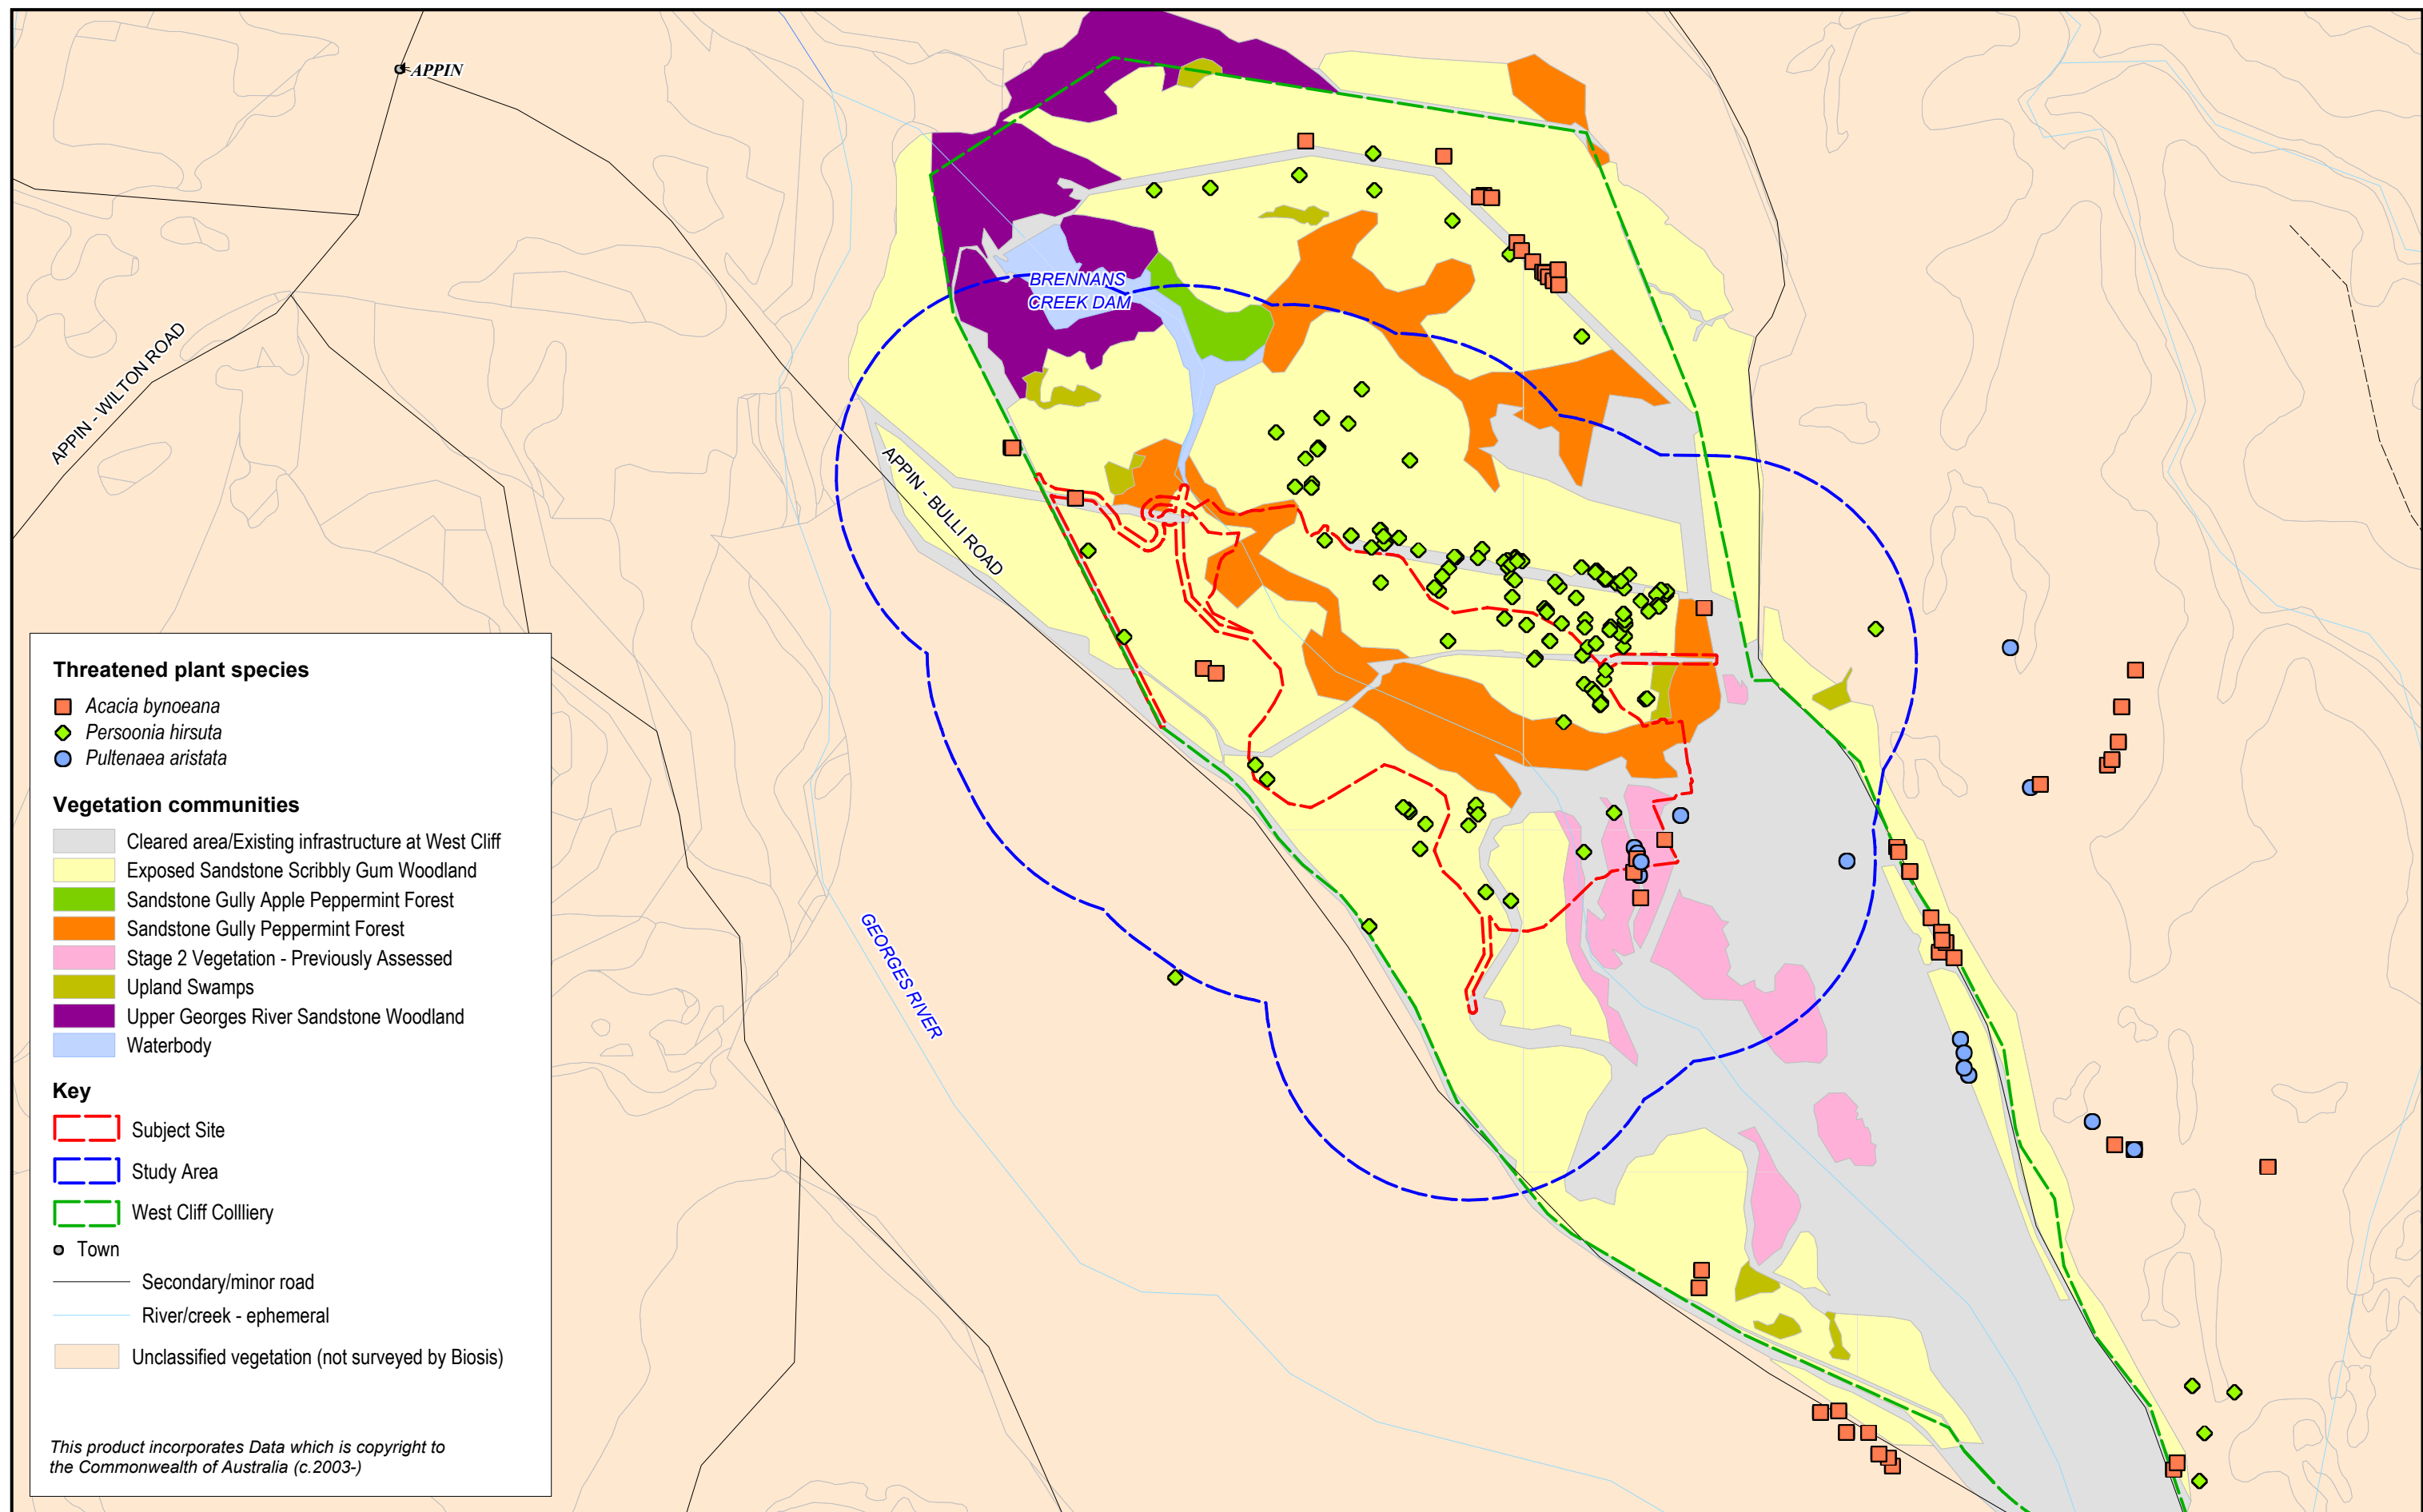 APPIN
BRENNANS
CREEK DAM
APPIN - WILTON ROAD
APPIN - BULLI ROAD
GEORGES RIVER
Threatened plant species
Acacia bynoeana
Persoonia hirsuta
Pultenaea aristata
Vegetation communities
Cleared area/Existing infrastructure at West Cliff
Exposed Sandstone Scribbly Gum Woodland
Sandstone Gully Apple Peppermint Forest
Sandstone Gully Peppermint Forest
Stage 2 Vegetation - Previously Assessed
Upland Swamps
Upper Georges River Sandstone Woodland
Waterbody
Key
Subject Site
Study Area
West Cliff Collliery
Town
Secondary/minor road
River/creek - ephemeral
Unclassified vegetation (not surveyed by Biosis)
This product incorporates Data which is copyright to
the Commonwealth of Australia (c.2003-)